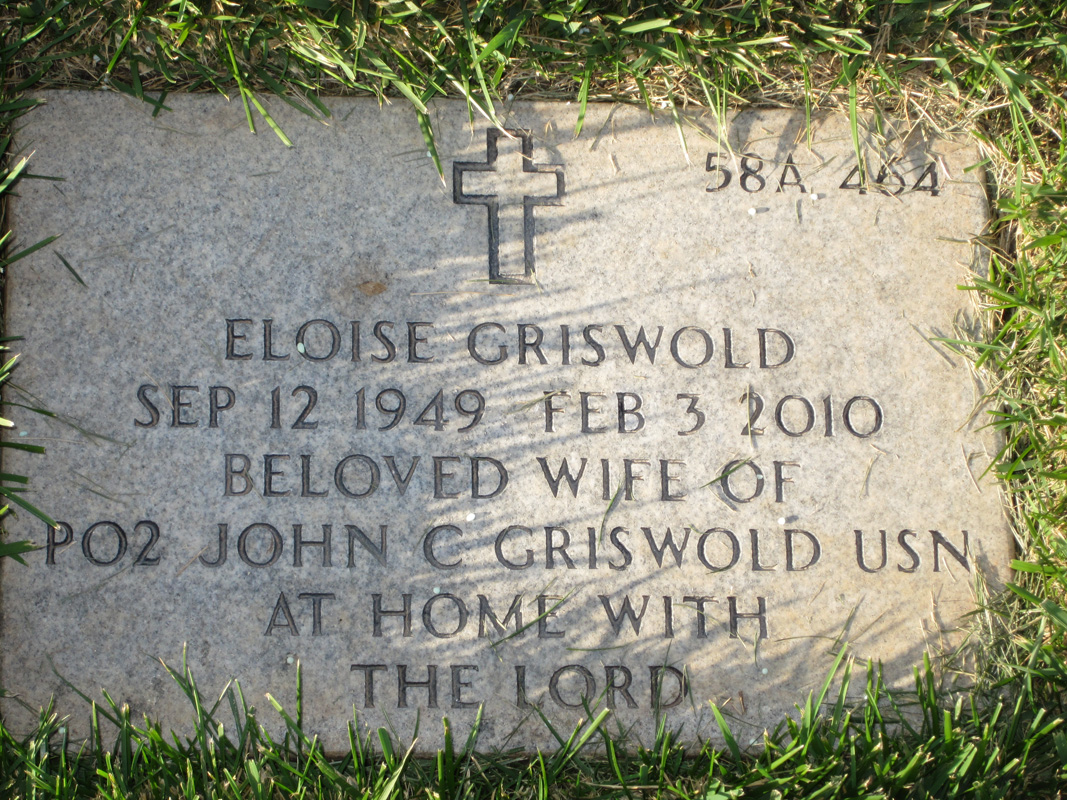 58A 464
ELOISE GRISWOLD
SEP 12 1949 FEB 3 2010
BELOVED WIFE OF
PO2 JOHN C GRISWOLD USN
AT HOME WITH
THE LORD